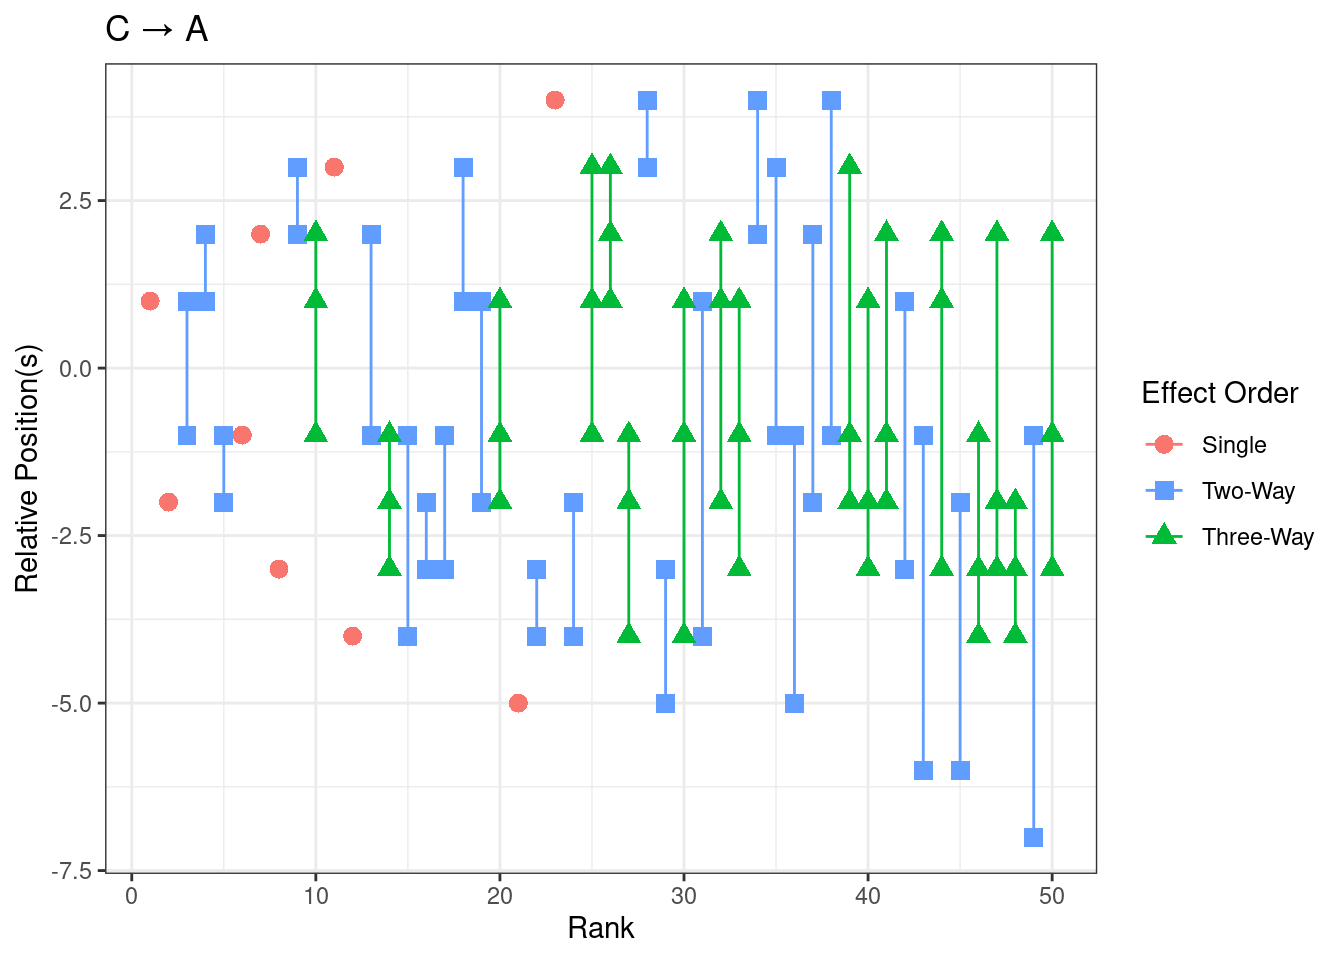 C → A
Relative Position(s)
2.5
0.0
-2.5
-5.0
-7.5
0 10 20 30 40 50
Rank
Effect Order
Single
Two-Way
Three-Way